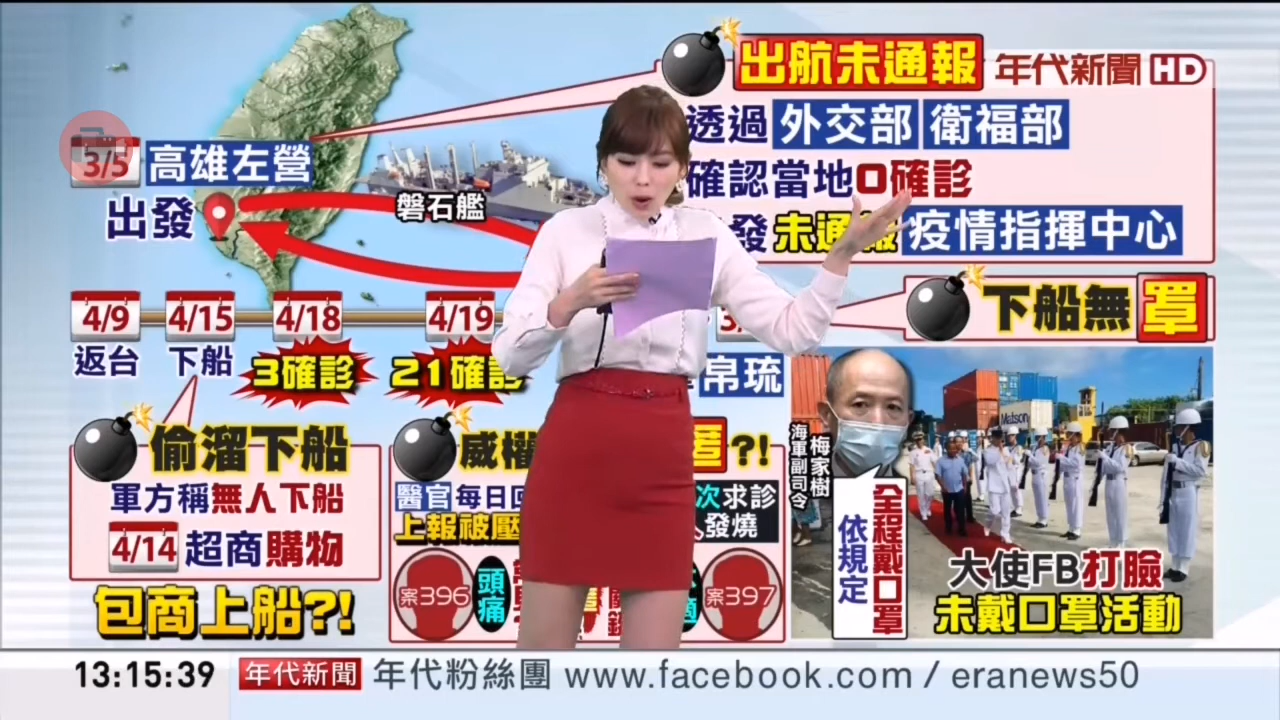 出航未通報
年代新聞 HD
3/5
高雄左營
出發
磐石艦
透過 外交部 衛福部
確認當地0確診
發 未通報 疫情指揮中心
4/9
返台
4/15
下船
4/18
3確診
4/19
21確診
帛琉
下船無 罩
偷溜下船
軍方稱無人下船
4/14 超商購物
包商上船?!
威權
?!
醫官 每日回
上報被壓
次求診
發燒
案396
頭痛
案397
海軍副司令
梅家樹
依規定
全程戴口罩
Matson
大使FB打臉
未戴口罩活動
13:15:39 年代新聞 年代粉絲團 www.facebook.com / eranews50